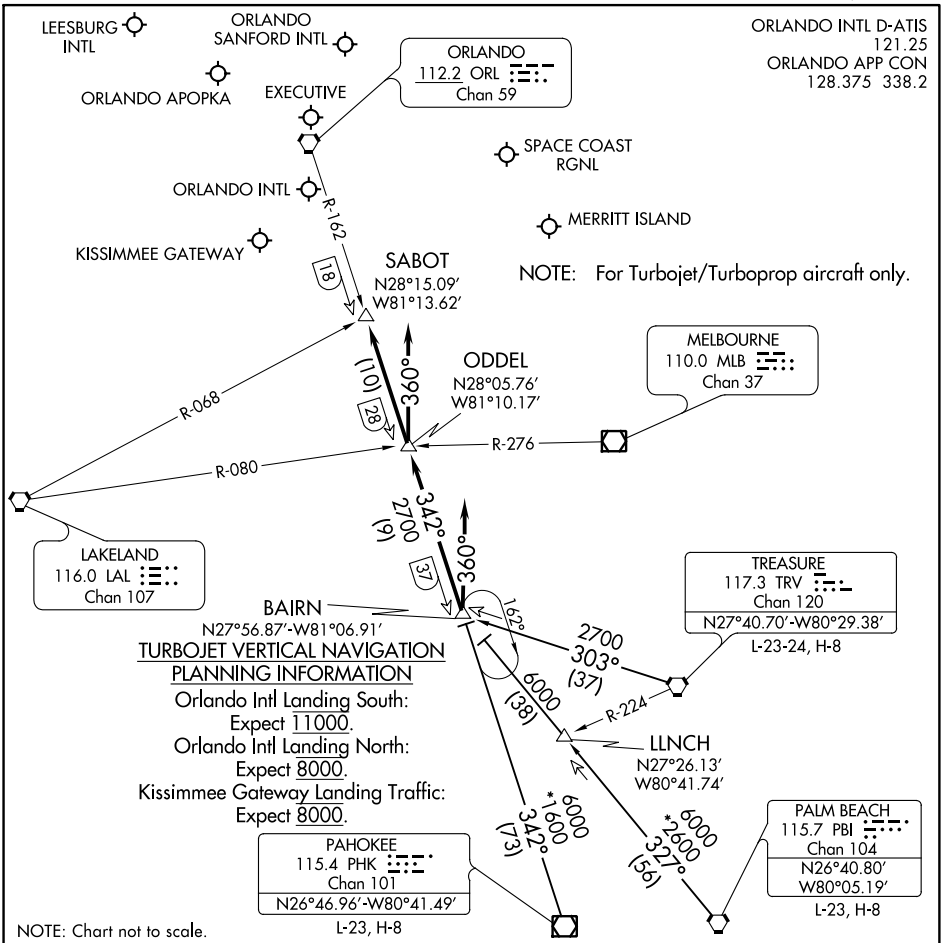 LEESBURG
INTL
ORLANDO
SANFORD INTL
ORLANDO INTL D-ATIS
121.25
ORLANDO APP CON
128.375 338.2
ORLANDO
112.2 ORL
Chan 59
ORLANDO APOPKA
EXECUTIVE
SPACE COAST
RGNL
ORLANDO INTL
R-162
MERRITT ISLAND
KISSIMMEE GATEWAY
18
SABOT
N28°15.09'
W81°13.62'
NOTE: For Turbojet/Turboprop aircraft only.
MELBOURNE
110.0 MLB
Chan 37
(10)
360°
ODDEL
N28°05.76'
W81°10.17'
28
R-068
R-276
R-080
342°
2700
(9)
LAKELAND
116.0 LAL
Chan 107
37
360°
162°
TREASURE
117.3 TRV
Chan 120
N27°40.70'-W80°29.38'
L-23-24, H-8
BAIRN
N27°56.87'-W81°06.91'
2700
303°
(37)
TURBOJET VERTICAL NAVIGATION
PLANNING INFORMATION
Orlando Intl Landing South:
Expect 11000.
Orlando Intl Landing North:
Expect 8000.
Kissimmee Gateway Landing Traffic:
Expect 8000.
6000
(38)
R-224
LLNCH
N27°26.13'
W80°41.74'
6000
*1600
342°
(73)
6000
*2600
327°
(56)
PALM BEACH
115.7 PBI
Chan 104
N26°40.80'
W80°05.19'
L-23, H-8
PAHOKEE
115.4 PHK
Chan 101
N26°46.96'-W80°41.49'
L-23, H-8
NOTE: Chart not to scale.